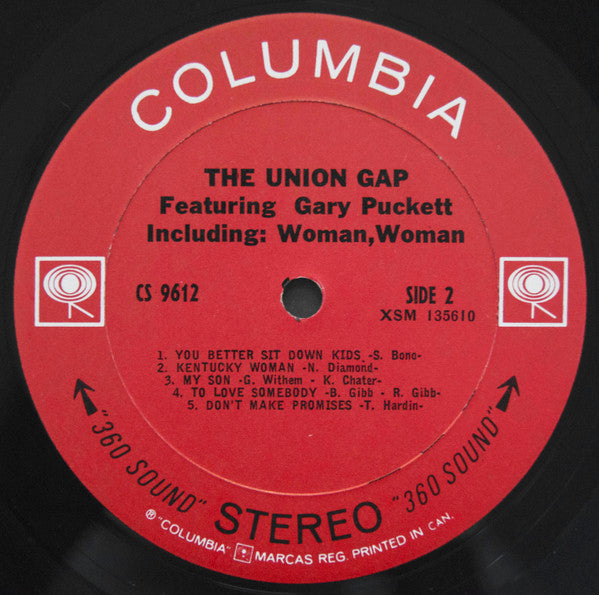 COLUMBIA
THE UNION GAP
Featuring Gary Puckett
Including: Woman,Woman
CS 9612
SIDE 2
XSM 135610
1. YOU BETTER SIT DOWN KIDS -S. Bono-
2. KENTUCKY WOMAN -N. Diamond-
3. MY SON -G. Withem - K. Chater-
4. TO LOVE SOMEBODY -B. Gibb - R. Gibb-
5. DON'T MAKE PROMISES -T. Hardin-
"360 SOUND" STEREO "360 SOUND"
® "COLUMBIA" MARCAS REG. PRINTED IN CAN.